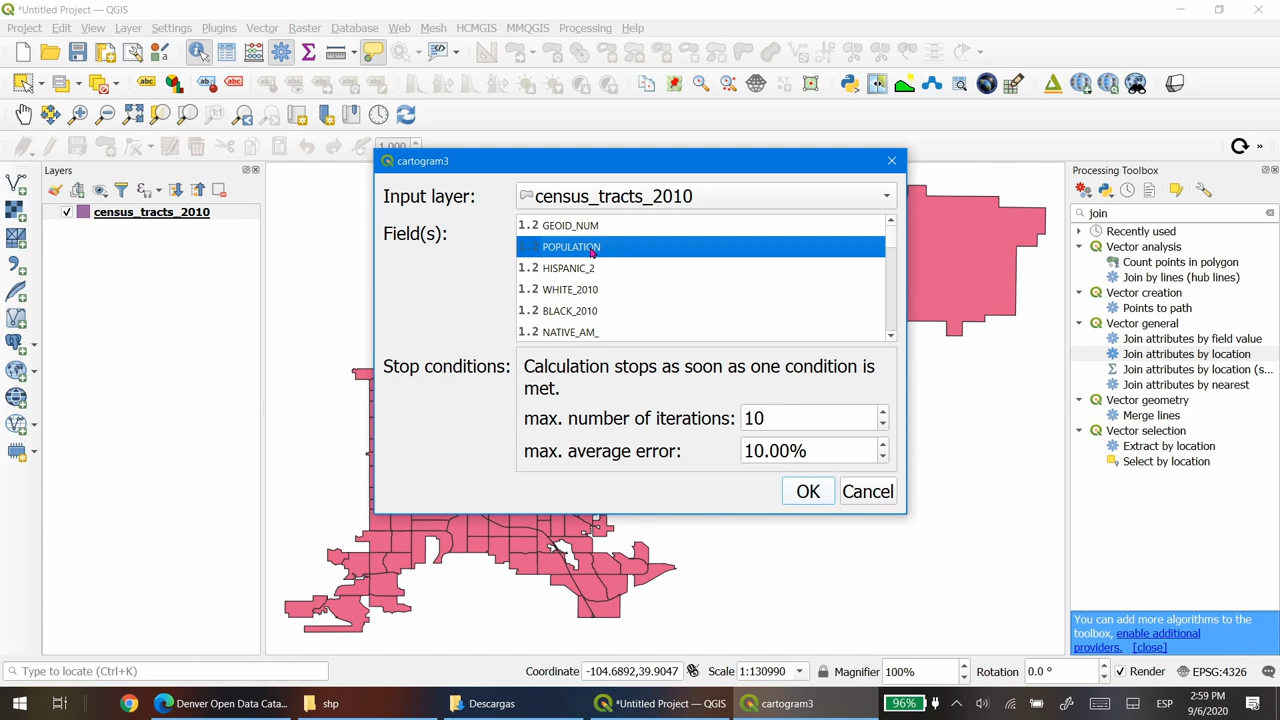 *Untitled Project — QGIS
Project Edit View Layer Settings Plugins Vector Raster Database Web Mesh HCMGIS MMQGIS Processing Help
1.000
Layers
census_tracts_2010
cartogram3
Input layer: census_tracts_2010
Field(s):
1.2 GEOID_NUM
1.2 POPULATION
1.2 HISPANIC_2
1.2 WHITE_2010
1.2 BLACK_2010
1.2 NATIVE_AM_
Stop conditions: Calculation stops as soon as one condition is
met.
max. number of iterations: 10
max. average error: 10.00%
OK Cancel
Processing Toolbox
join
Recently used
Vector analysis
Count points in polygon
Join by lines (hub lines)
Vector creation
Points to path
Vector general
Join attributes by field value
Join attributes by location
Join attributes by location (s...
Join attributes by nearest
Vector geometry
Merge lines
Vector selection
Extract by location
Select by location
You can add more algorithms to the
toolbox, enable additional
providers. [close]
Type to locate (Ctrl+K) Coordinate -104.6892,39.9047 Scale 1:130990 Magnifier 100% Rotation 0.0 ° Render EPSG:4326
Denver Open Data Cata... shp Descargas *Untitled Project — QGIS cartogram3 96% ESP 2:59 PM
9/6/2020